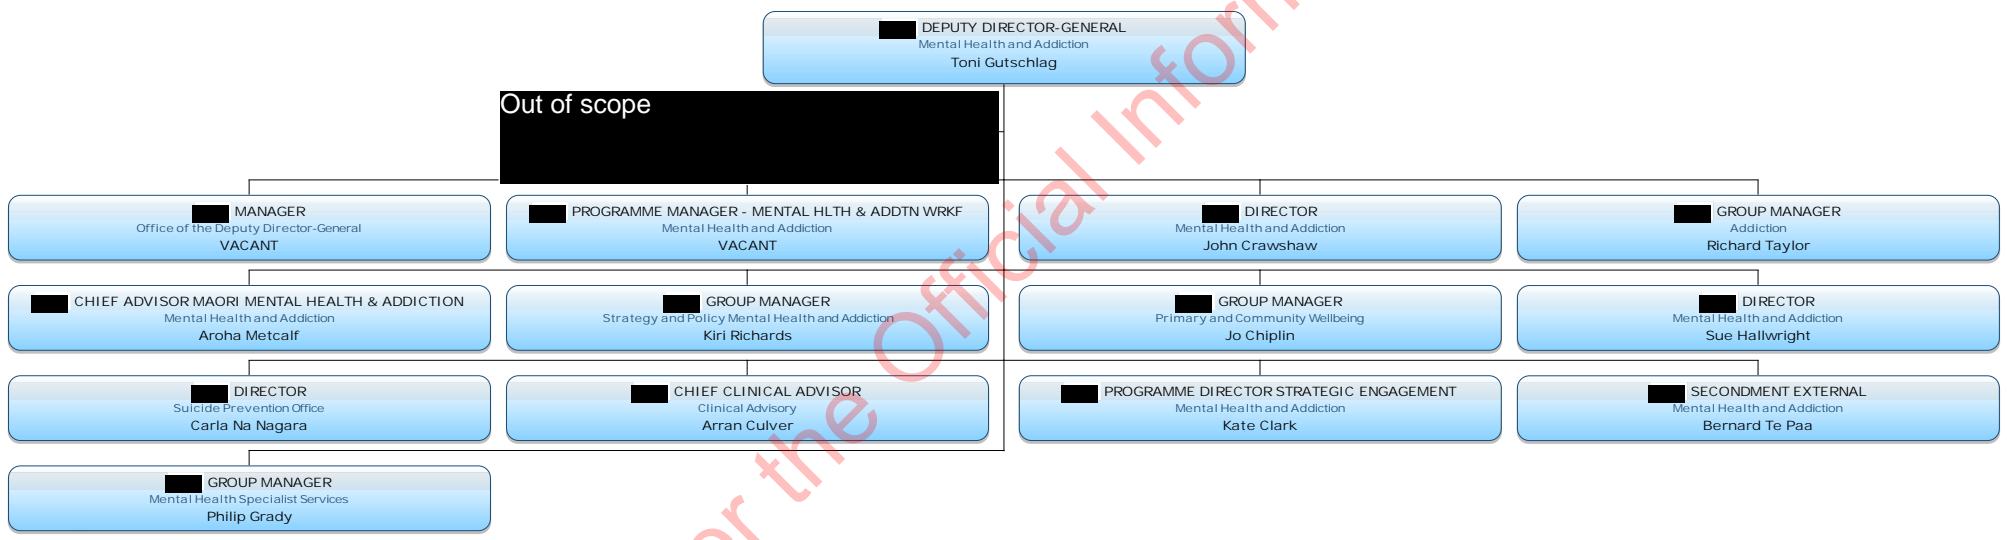 DEPUTY DIRECTOR-GENERAL
Mental Health and Addiction
Toni Gutschlag
Out of scope
MANAGER
Office of the Deputy Director-General
VACANT
PROGRAMME MANAGER - MENTAL HLTH & ADDTN WRKF
Mental Health and Addiction
VACANT
DIRECTOR
Mental Health and Addiction
John Crawshaw
GROUP MANAGER
Addiction
Richard Taylor
CHIEF ADVISOR MAORI MENTAL HEALTH & ADDICTION
Mental Health and Addiction
Aroha Metcalf
GROUP MANAGER
Strategy and Policy Mental Health and Addiction
Kiri Richards
GROUP MANAGER
Primary and Community Wellbeing
Jo Chiplin
DIRECTOR
Mental Health and Addiction
Sue Hallwright
DIRECTOR
Suicide Prevention Office
Carla Na Nagara
CHIEF CLINICAL ADVISOR
Clinical Advisory
Arran Culver
PROGRAMME DIRECTOR STRATEGIC ENGAGEMENT
Mental Health and Addiction
Kate Clark
SECONDMENT EXTERNAL
Mental Health and Addiction
Bernard Te Paa
GROUP MANAGER
Mental Health Specialist Services
Philip Grady
the Official